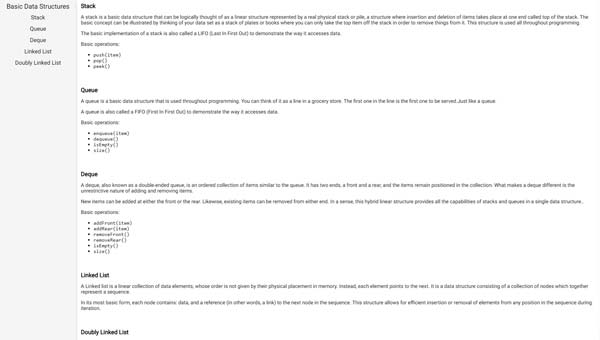 Basic Data Structures
Stack
Queue
Deque
Linked List
Doubly Linked List
Stack
A stack is a basic data structure that can be logically thought of as a linear structure represented by a real physical stack or pile, a structure where insertion and deletion of items takes place at one end called top of the stack. The
basic concept can be illustrated by thinking of your data set as a stack of plates or books where you can only take the top item off the stack in order to remove things from it. This structure is used all throughout programming.
The basic implementation of a stack is also called a LIFO (Last In First Out) to demonstrate the way it accesses data.
Basic operations:
push(item)
pop()
peek()
Queue
A queue is a basic data structure that is used throughout programming. You can think of it as a line in a grocery store. The first one in the line is the first one to be served.Just like a queue.
A queue is also called a FIFO (First In First Out) to demonstrate the way it accesses data.
Basic operations:
enqueue(item)
dequeue()
isEmpty()
size()
Deque
A deque, also known as a double-ended queue, is an ordered collection of items similar to the queue. It has two ends, a front and a rear, and the items remain positioned in the collection. What makes a deque different is the
unrestrictive nature of adding and removing items.
New items can be added at either the front or the rear. Likewise, existing items can be removed from either end. In a sense, this hybrid linear structure provides all the capabilities of stacks and queues in a single data structure..
Basic operations:
addFront(item)
addRear(item)
removeFront()
removeRear()
isEmpty()
size()
Linked List
A Linked list is a linear collection of data elements, whose order is not given by their physical placement in memory. Instead, each element points to the next. It is a data structure consisting of a collection of nodes which together
represent a sequence.
In its most basic form, each node contains: data, and a reference (in other words, a link) to the next node in the sequence. This structure allows for efficient insertion or removal of elements from any position in the sequence during
iteration.
Doubly Linked List